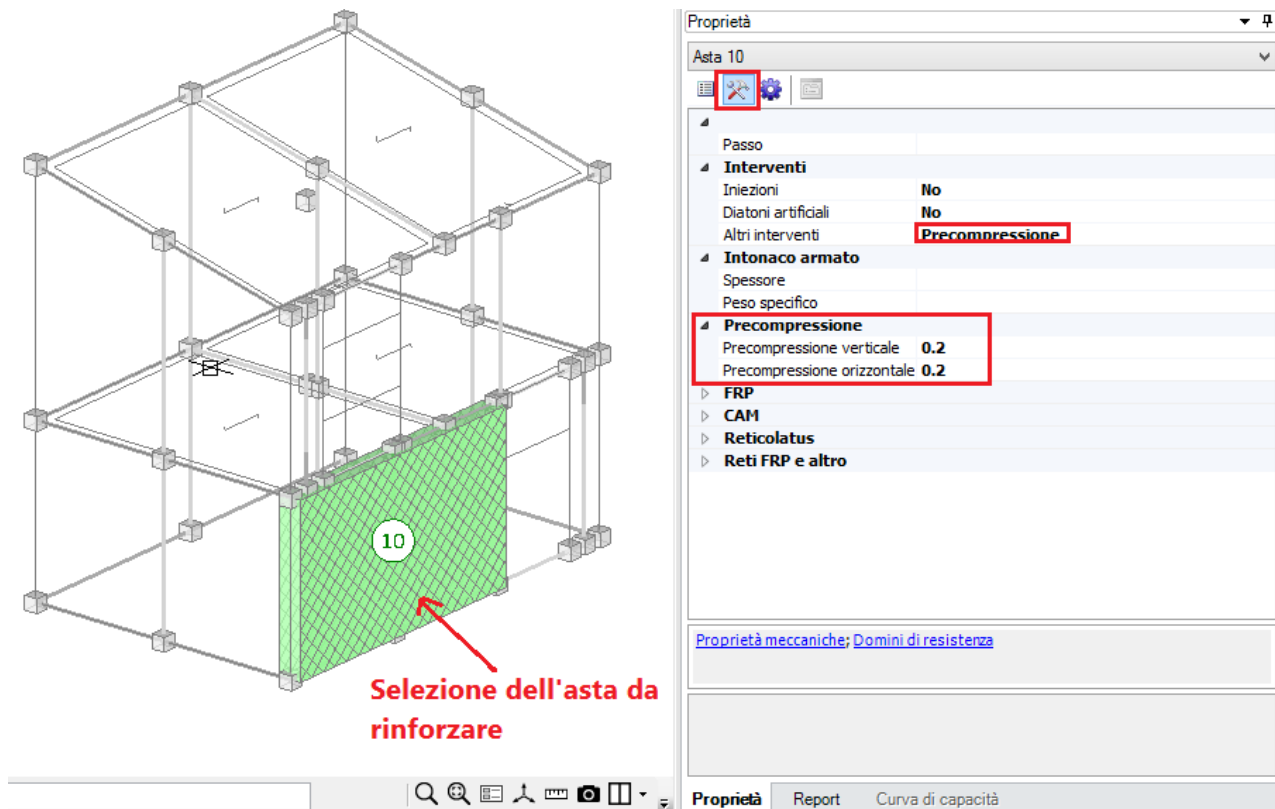 Proprietà
Asta 10
Passo
Interventi
Iniezioni No
Diatoni artificiali No
Altri interventi Precompressione
Intonaco armato
Spessore
Peso specifico
Precompressione
Precompressione verticale 0.2
Precompressione orizzontale 0.2
FRP
CAM
Reticolatus
Reti FRP e altro
10
Selezione dell'asta da
rinforzare
Proprietà meccaniche; Domini di resistenza
Proprietà Report Curva di capacità